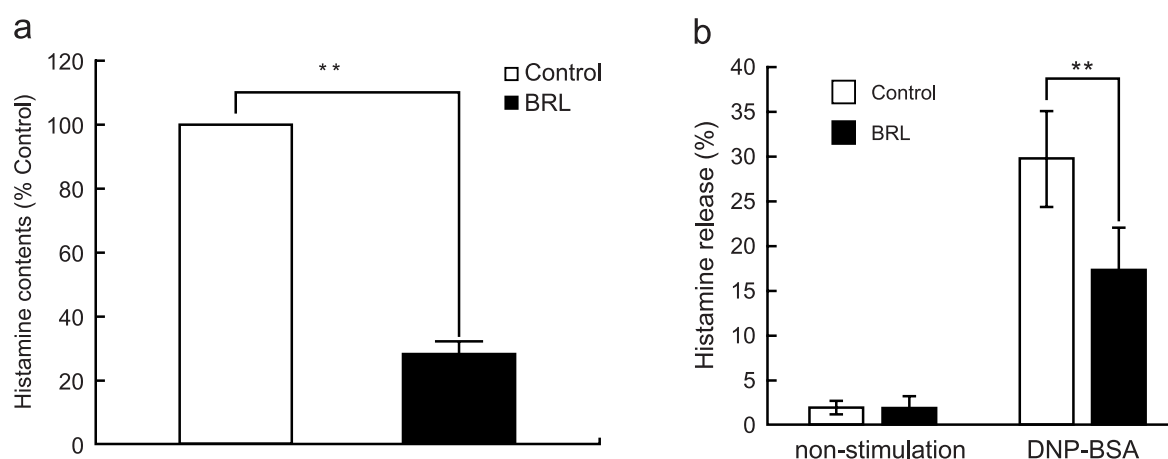 a
Histamine contents (% Control)
120
100
80
60
40
20
0
**
Control
BRL
b
Histamine release (%)
40
35
30
25
20
15
10
5
0
Control
BRL
**
non-stimulation
DNP-BSA